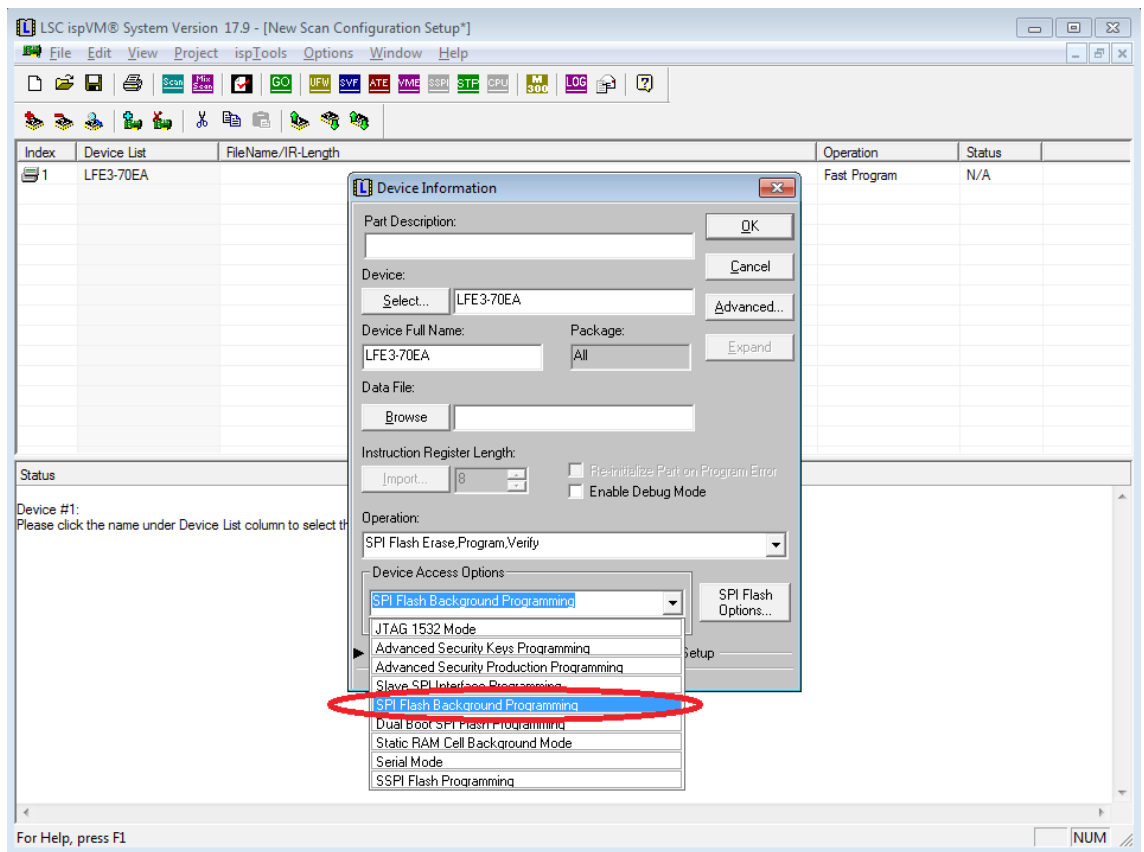 LSC ispVM® System Version 17.9 - [New Scan Configuration Setup*]
File Edit View Project ispTools Options Window Help
Scan Mix Scan GO UFW SVF ATE VME SSPI STP CPU M 300 LOG
Index Device List FileName/IR-Length Operation Status
1 LFE3-70EA Fast Program N/A
Device Information
Part Description:
OK
Device:
Cancel
Select... LFE3-70EA
Advanced...
Device Full Name: Package:
LFE3-70EA All
Expand
Data File:
Browse
Instruction Register Length:
Import... 8
Re-initialize Part on Program Error
Enable Debug Mode
Operation:
SPI Flash Erase,Program,Verify
Device Access Options
SPI Flash Background Programming
SPI Flash Options...
JTAG 1532 Mode
Advanced Security Keys Programming
Advanced Security Production Programming
Slave SPI Interface Programming
SPI Flash Background Programming
Dual Boot SPI Flash Programming
Static RAM Cell Background Mode
Serial Mode
SSPI Flash Programming
Setup
Status
Device #1:
Please click the name under Device List column to select th
For Help, press F1
NUM